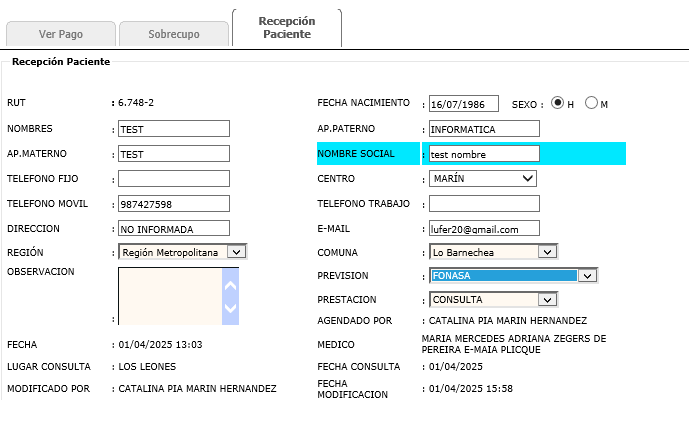 Ver Pago
Sobrecupo
Recepción
Paciente
Recepción Paciente
RUT : 6.748-2 FECHA NACIMIENTO : 16/07/1986 SEXO : H M
NOMBRES : TEST AP.PATERNO : INFORMATICA
AP.MATERNO : TEST NOMBRE SOCIAL : test nombre
TELEFONO FIJO : CENTRO : MARÍN
TELEFONO MOVIL : 987427598 TELEFONO TRABAJO :
DIRECCION : NO INFORMADA E-MAIL : lufer20@gmail.com
REGIÓN : Región Metropolitana COMUNA : Lo Barnechea
OBSERVACION : PREVISION : FONASA
PRESTACION : CONSULTA
AGENDADO POR : CATALINA PIA MARIN HERNANDEZ
FECHA : 01/04/2025 13:03 MEDICO : MARIA MERCEDES ADRIANA ZEGERS DE
PEREIRA E-MAIA PLICQUE
LUGAR CONSULTA : LOS LEONES FECHA CONSULTA : 01/04/2025
MODIFICADO POR : CATALINA PIA MARIN HERNANDEZ FECHA
MODIFICACION : 01/04/2025 15:58